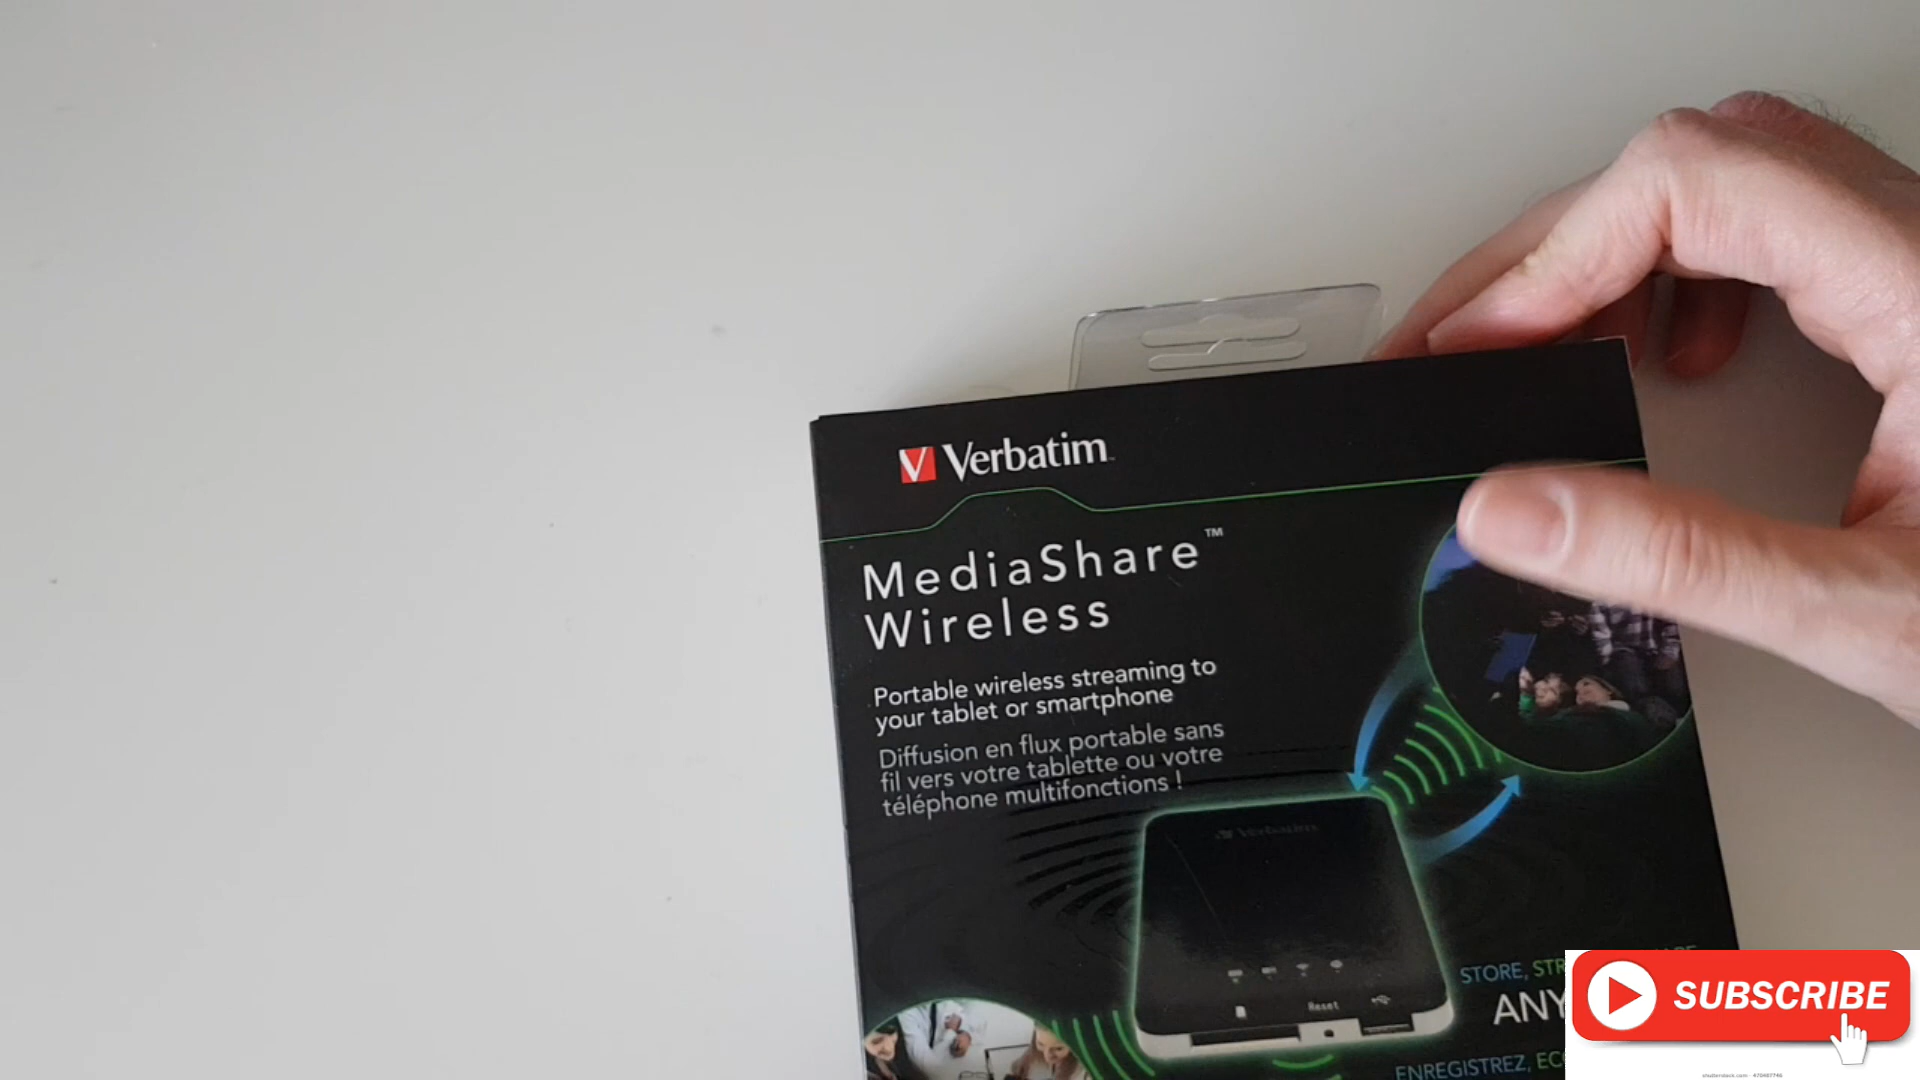 Verbatim
MediaShare™
Wireless
Portable wireless streaming to
your tablet or smartphone
Diffusion en flux portable sans
fil vers votre tablette ou votre
téléphone multifonctions !
Verbatim
Reset
STORE, STR
ANY
ENREGISTREZ, EC
SUBSCRIBE